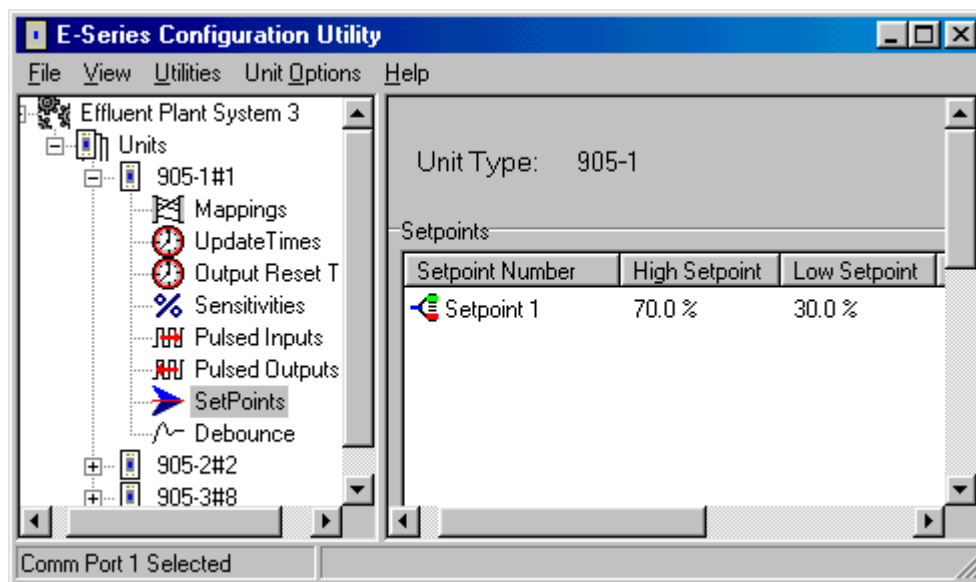 E-Series Configuration Utility
File View Utilities Unit Options Help
Effluent Plant System 3
Units
905-1#1
Mappings
UpdateTimes
Output Reset T
Sensitivities
Pulsed Inputs
Pulsed Outputs
SetPoints
Debounce
905-2#2
905-3#8
Unit Type: 905-1
Setpoints
Setpoint Number High Setpoint Low Setpoint
Setpoint 1 70.0 % 30.0 %
Comm Port 1 Selected